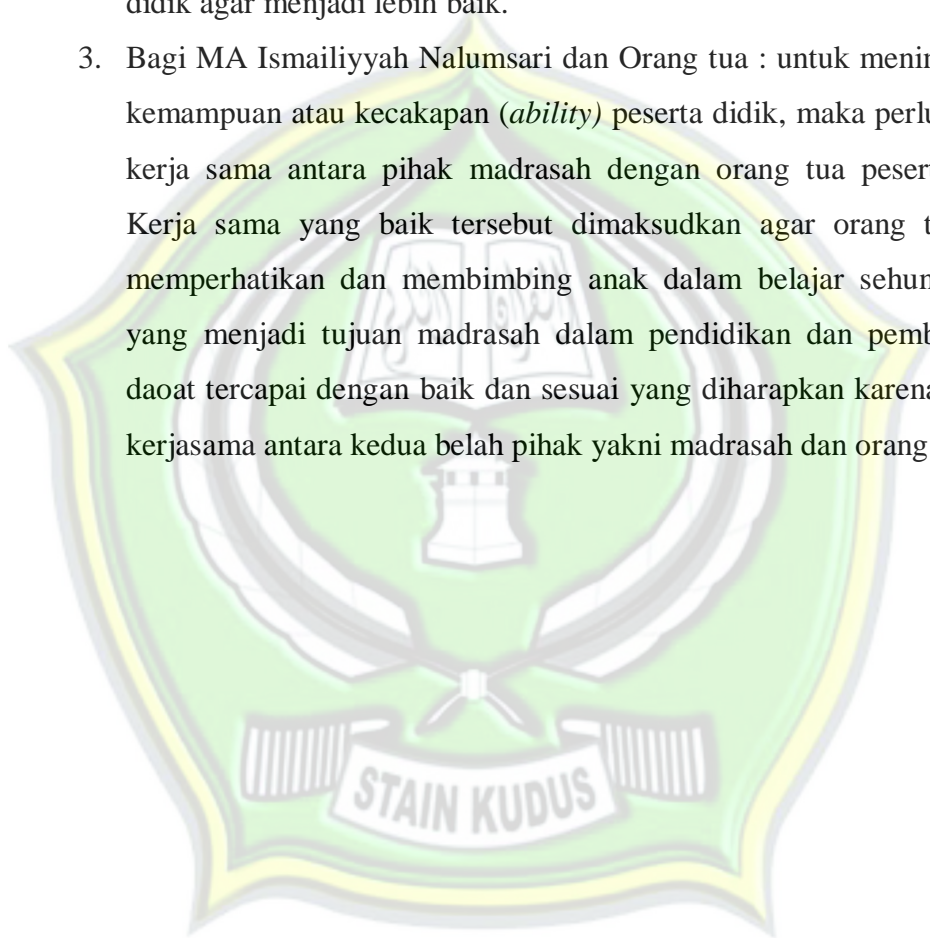 didik agar menjadi lebih baik.
3. Bagi MA Ismailiyyah Nalumsari dan Orang tua : untuk menin
kemampuan atau kecakapan (ability) peserta didik, maka perlu
kerja sama antara pihak madrasah dengan orang tua peser
Kerja sama yang baik tersebut dimaksudkan agar orang t
memperhatikan dan membimbing anak dalam belajar sehun
yang menjadi tujuan madrasah dalam pendidikan dan pemb
daoat tercapai dengan baik dan sesuai yang diharapkan karena
kerjasama antara kedua belah pihak yakni madrasah dan orang
STAIN KUDUS